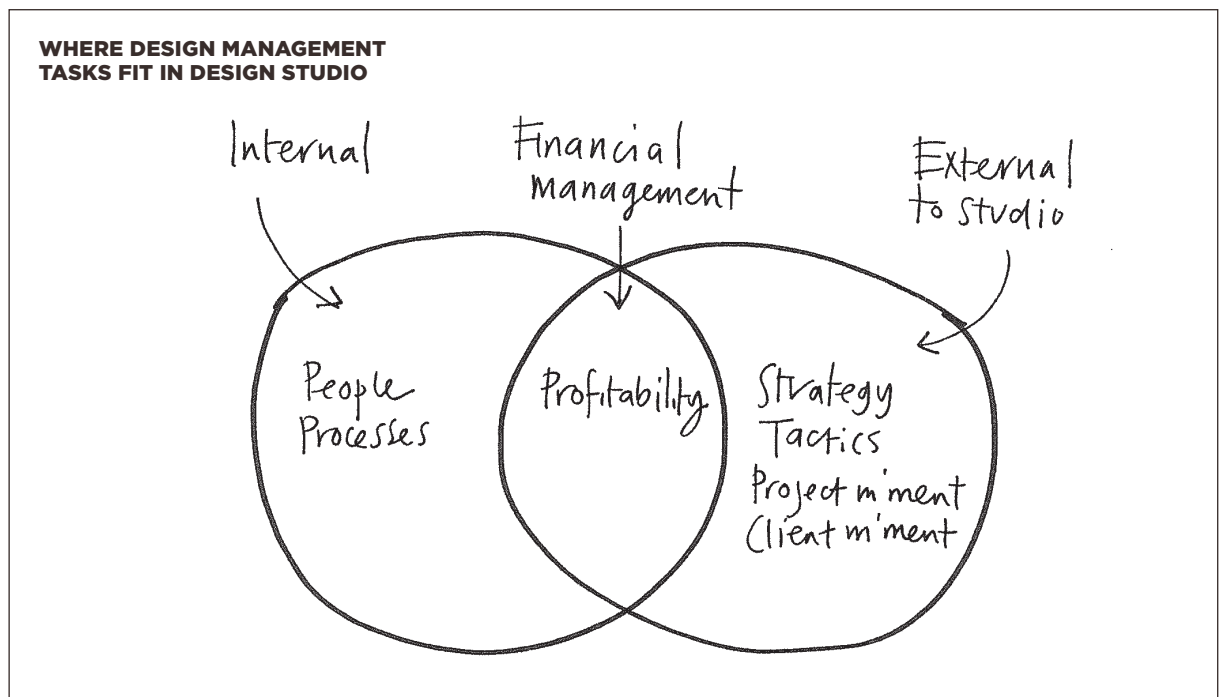 WHERE DESIGN MANAGEMENT
TASKS FIT IN DESIGN STUDIO
Internal
Financial
management
External
to studio
People
Processes
Profitability
Strategy
Tactics
Project m'ment
Client m'ment